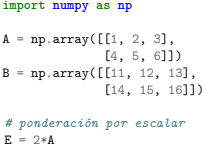 import numpy as np
A = np.array([[1, 2, 3],
[4, 5, 6]])
B = np.array([[11, 12, 13],
[14, 15, 16]])
# ponderación por escalar
E = 2*A